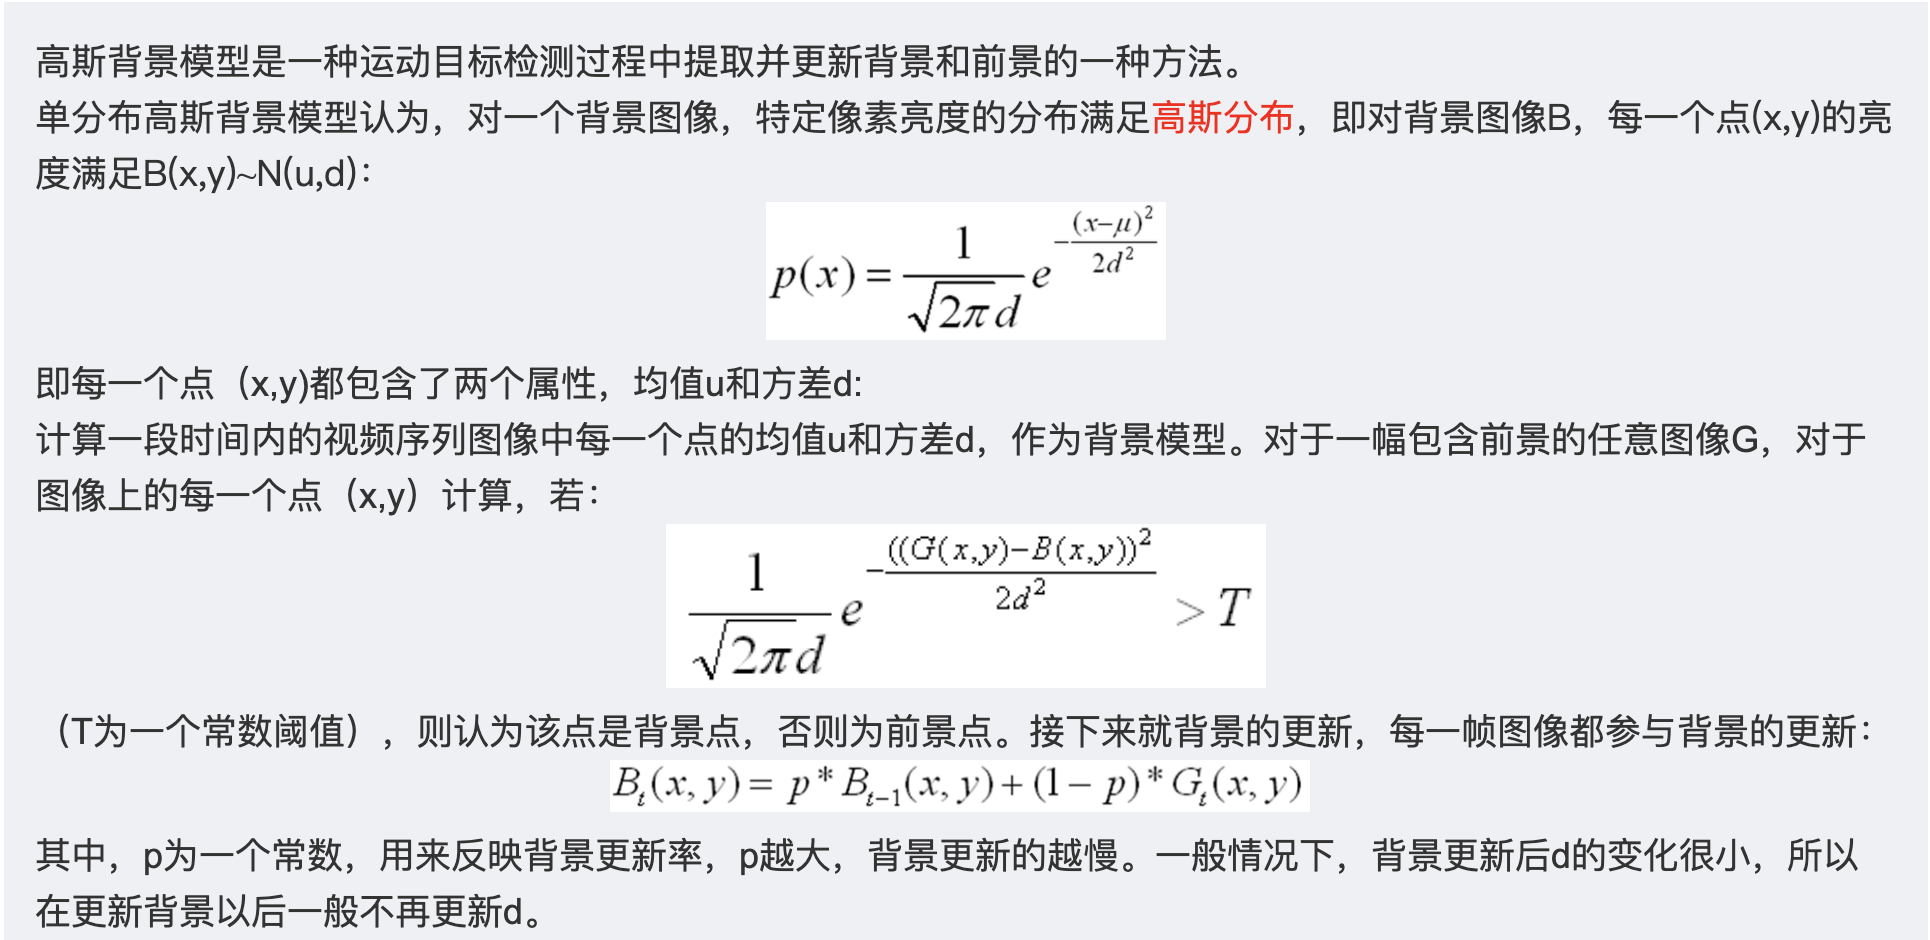 高斯背景模型是一种运动目标检测过程中提取并更新背景和前景的一种方法。
单分布高斯背景模型认为，对一个背景图像，特定像素亮度的分布满足高斯分布，即对背景图像B，每一个点(x,y)的亮
度满足B(x,y)~N(u,d)：
p(x) = \frac{1}{\sqrt{2\pi}d} e^{-\frac{(x-\mu)^2}{2d^2}}
即每一个点（x,y)都包含了两个属性，均值u和方差d:
计算一段时间内的视频序列图像中每一个点的均值u和方差d，作为背景模型。对于一幅包含前景的任意图像G，对于
图像上的每一个点（x,y）计算，若：
\frac{1}{\sqrt{2\pi}d} e^{-\frac{((G(x,y)-B(x,y))^2}{2d^2}} > T
（T为一个常数阈值），则认为该点是背景点，否则为前景点。接下来就背景的更新，每一帧图像都参与背景的更新：
B_t(x, y) = p * B_{t-1}(x, y) + (1 - p) * G_t(x, y)
其中，p为一个常数，用来反映背景更新率，p越大，背景更新的越慢。一般情况下，背景更新后d的变化很小，所以
在更新背景以后一般不再更新d。